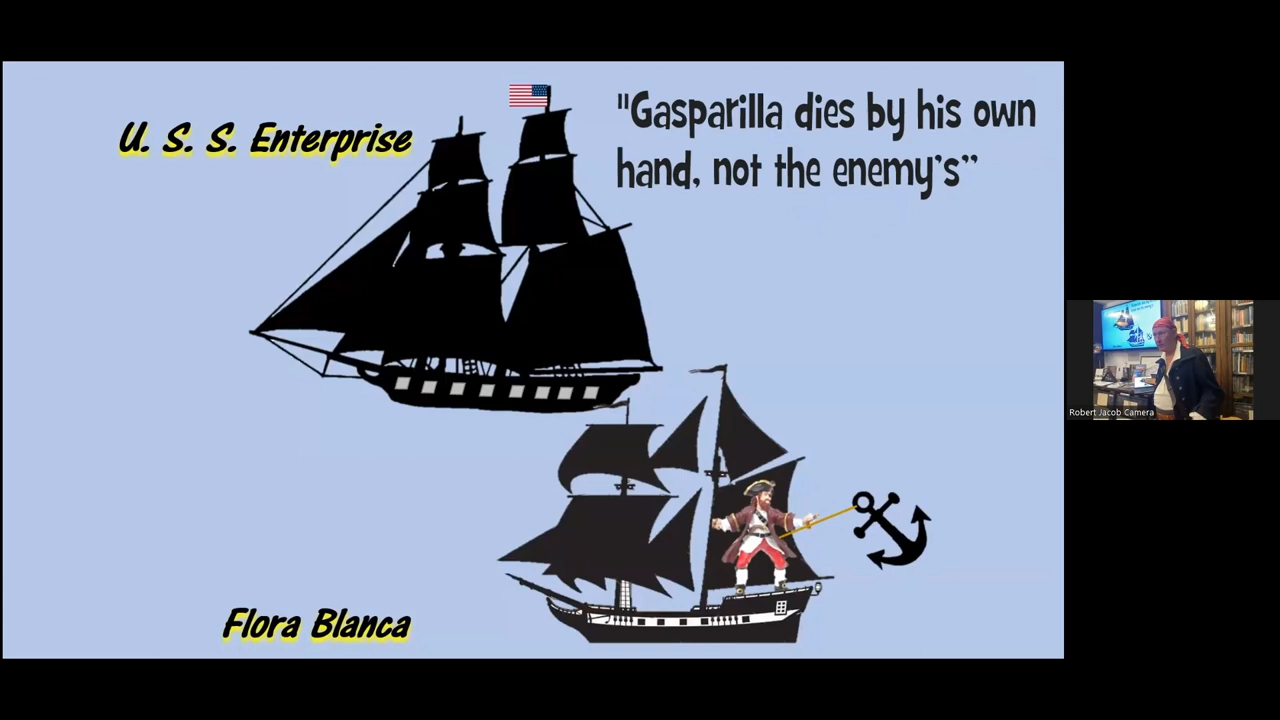 U. S. S. Enterprise
"Gasparilla dies by his own
hand, not the enemy's"
Flora Blanca
Robert Jacob Camera